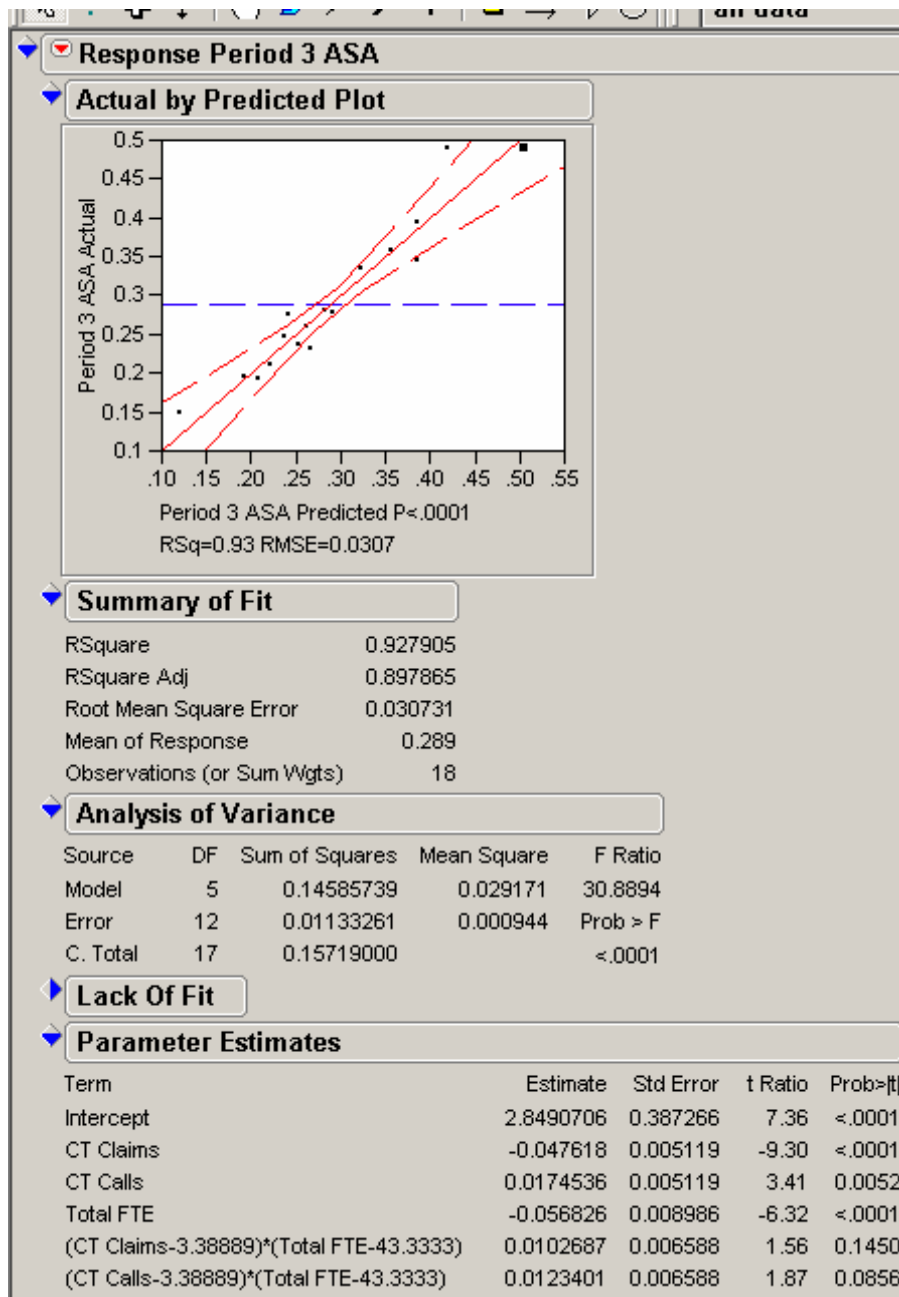 all data
Response Period 3 ASA
Actual by Predicted Plot
0.5
0.45
0.4
0.35
0.3
0.25
0.2
0.15
0.1
Period 3 ASA Actual
.10 .15 .20 .25 .30 .35 .40 .45 .50 .55
Period 3 ASA Predicted P<.0001
RSq=0.93 RMSE=0.0307
Summary of Fit
RSquare 0.927905
RSquare Adj 0.897865
Root Mean Square Error 0.030731
Mean of Response 0.289
Observations (or Sum Wgts) 18
Analysis of Variance
Source DF Sum of Squares Mean Square F Ratio
Model 5 0.14585739 0.029171 30.8894
Error 12 0.01133261 0.000944 Prob > F
C. Total 17 0.15719000 <.0001
Lack Of Fit
Parameter Estimates
Term Estimate Std Error t Ratio Prob>|t|
Intercept 2.8490706 0.387266 7.36 <.0001
CT Claims -0.047618 0.005119 -9.30 <.0001
CT Calls 0.0174536 0.005119 3.41 0.0052
Total FTE -0.056826 0.008986 -6.32 <.0001
(CT Claims-3.38889)*(Total FTE-43.3333) 0.0102687 0.006588 1.56 0.1450
(CT Calls-3.38889)*(Total FTE-43.3333) 0.0123401 0.006588 1.87 0.0856